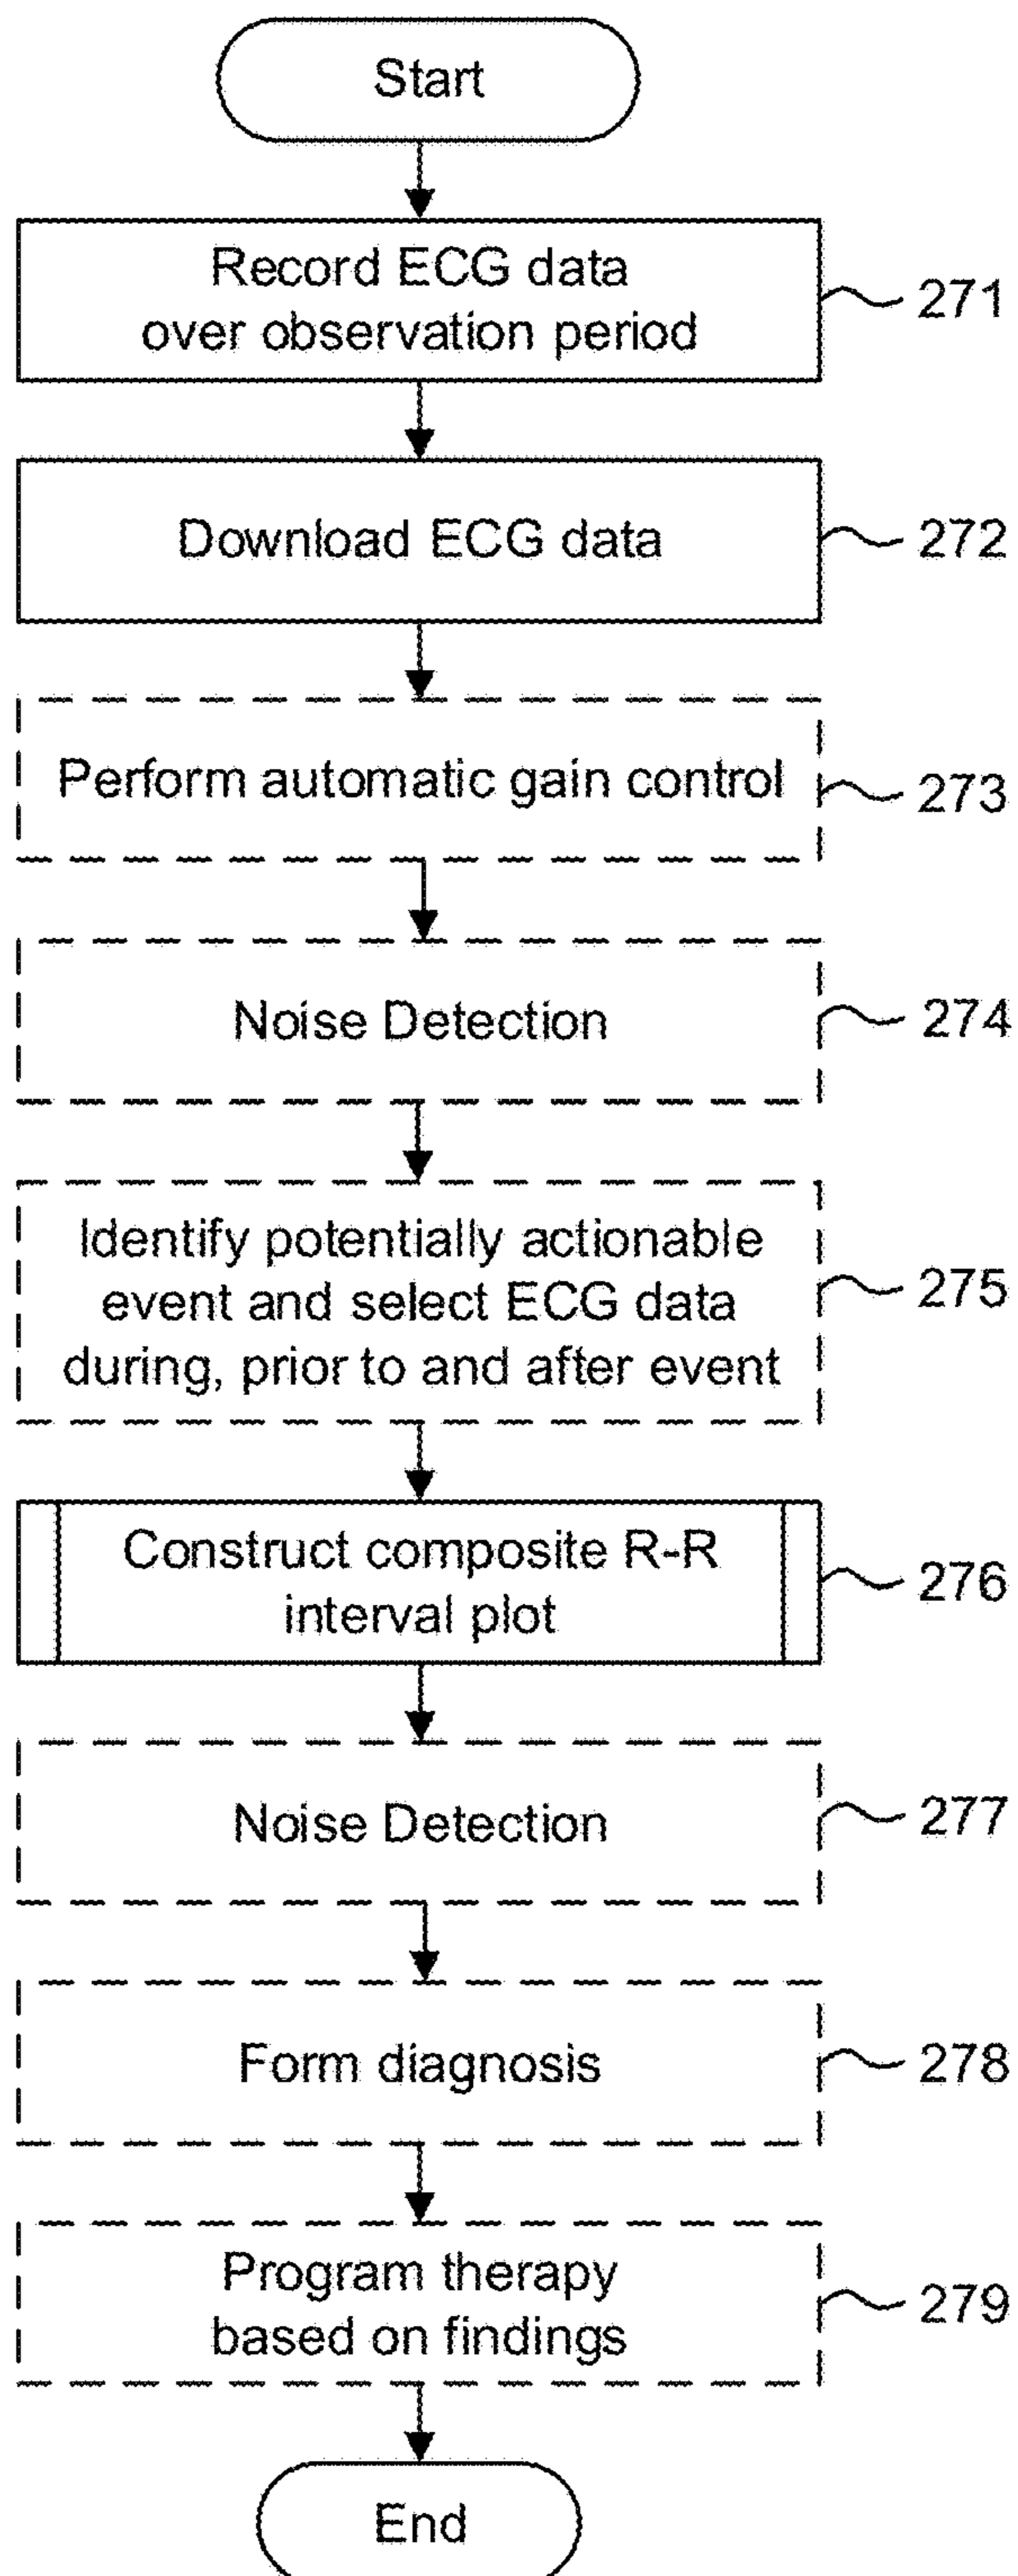 Start
Record ECG data
over observation period
271
Download ECG data
272
Perform automatic gain control
273
Noise Detection
274
Identify potentially actionable
event and select ECG data
during, prior to and after event
275
Construct composite R-R
interval plot
276
Noise Detection
277
Form diagnosis
278
Program therapy
based on findings
279
End